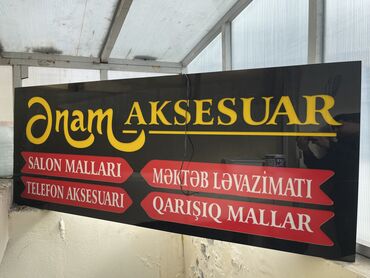 Ənam AKSESUAR
SALON MALLARI
MƏKTƏB LƏVAZİMATI
TELEFON AKSESUARI
QARIŞIQ MALLAR